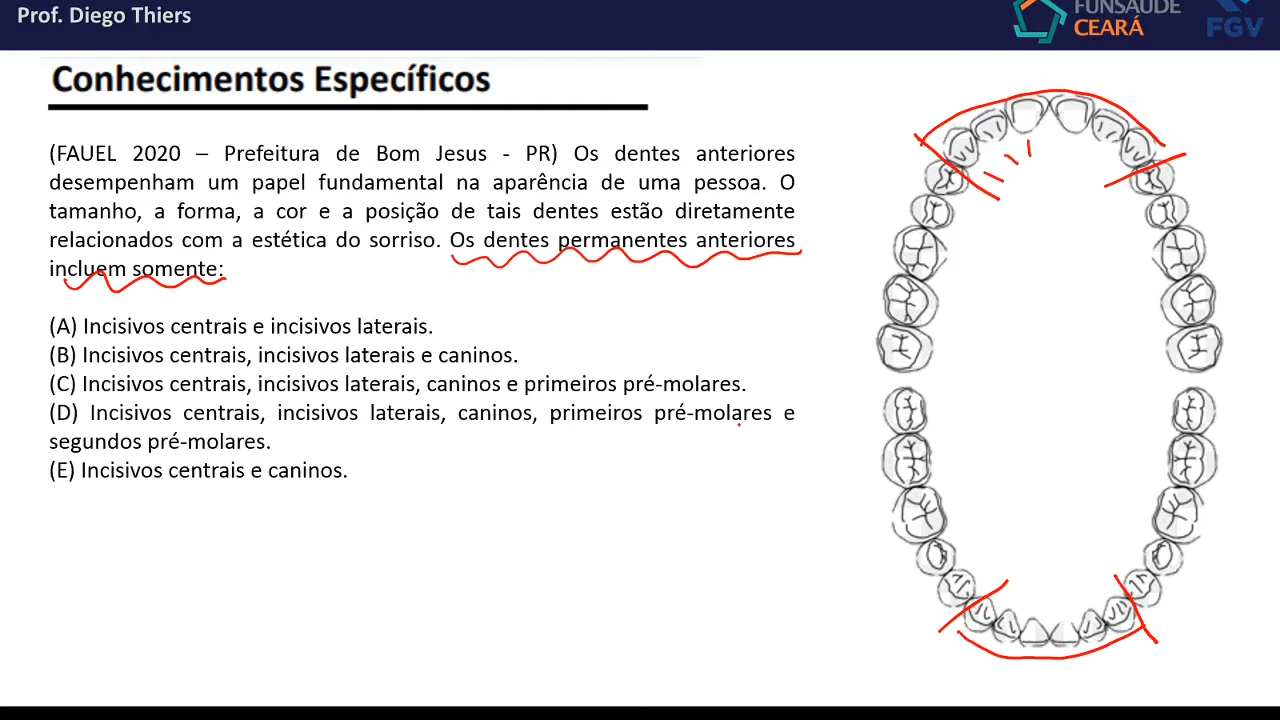 Prof. Diego Thiers
FUNSAÚDE
CEARÁ
FGV
Conhecimentos Específicos
(FAUEL 2020 – Prefeitura de Bom Jesus - PR) Os dentes anteriores
desempenham um papel fundamental na aparência de uma pessoa. O
tamanho, a forma, a cor e a posição de tais dentes estão diretamente
relacionados com a estética do sorriso. Os dentes permanentes anteriores
incluem somente:
(A) Incisivos centrais e incisivos laterais.
(B) Incisivos centrais, incisivos laterais e caninos.
(C) Incisivos centrais, incisivos laterais, caninos e primeiros pré-molares.
(D) Incisivos centrais, incisivos laterais, caninos, primeiros pré-molares e
segundos pré-molares.
(E) Incisivos centrais e caninos.